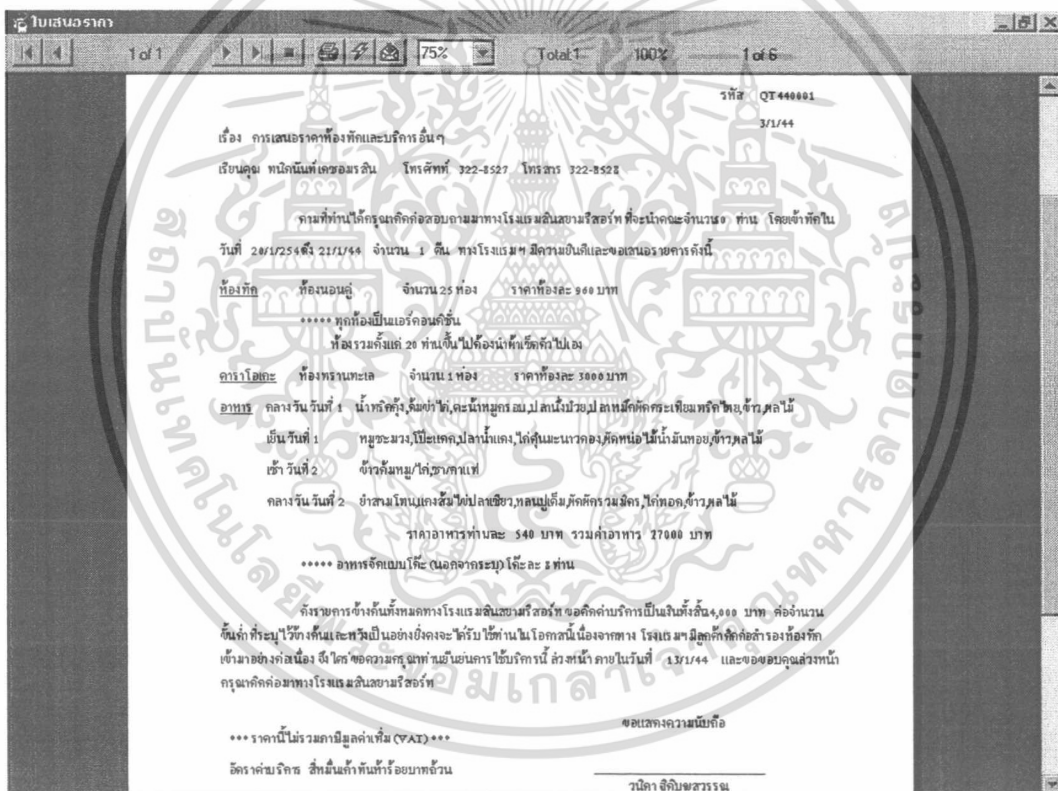 ใบเสนอราคา
1 of 1 75% Total:1 100% 1 of 6
รหัส QT440001
3/1/44
เรื่อง การเสนอราคาห้องพักและบริการอื่นๆ
เรียนคุณ โทรศัพท์ 322-8527 โทรสาร 322-8528
ตามที่ท่านได้กรุณาติดต่อสอบถามมาทางโรงแรมสินสยามรีสอร์ท ที่จะนำคณะจำนวน ท่าน โดยเข้าพักใน
วันที่ 20/1/254ถึง 21/1/44 จำนวน 1 คืน ทางโรงแรมฯ มีความยินดีและขอเสนอรายการดังนี้
ห้องพัก ห้องนอนคู่ จำนวน 25 ห้อง ราคาห้องละ 960 บาท
***** ทุกห้องเป็นแอร์คอนดิชั่น
ห้องรวมตั้งแต่ 20 ท่านขึ้นไปต้องนำผ้าเช็ดตัวไปเอง
คาราโอเกะ ห้องพรานทะเล จำนวน 1 ห้อง ราคาห้องละ 3000 บาท
อาหาร กลางวัน วันที่ 1 น้ำพริกกุ้ง,ต้มยำไก่,คะน้าหมูกรอบ,ปลานึ่งบ๊วย,ปลาหมึกผัดกระเทียมพริกไทย,ข้าว,ผลไม้
เย็น วันที่ 1 หมูชะมวง,โป๊ะแตก,ปลาน้ำแดง,ไก่ตุ๋นมะนาวดอง,ผัดหน่อไม้น้ำมันหอย,ข้าว,ผลไม้
เช้า วันที่ 2 ข้าวต้มหมู/ไก่,ชา/กาแฟ
กลางวัน วันที่ 2 ยำสามโหน,แกงส้มไข่ปลาเซียว,หลนปูเค็ม,ผัดผักรวมมิตร,ไก่ทอด,ข้าว,ผลไม้
ราคาอาหารท่านละ 540 บาท รวมค่าอาหาร 27000 บาท
***** อาหารจัดแบบโต๊ะ (นอกจากระบุ) โต๊ะละ 8 ท่าน
ดังรายการข้างต้นทั้งหมดทางโรงแรมสินสยามรีสอร์ท ขอคิดค่าบริการเป็นเงินทั้งสิ้น4,000 บาท ต่อจำนวน
ขั้นต่ำที่ระบุไว้ข้างต้นและหวังเป็นอย่างยิ่งคงจะได้รับใช้ท่านในโอกาสนี้เนื่องจากทาง โรงแรมฯมีลูกค้าติดต่อสำรองห้องพัก
เข้ามาอย่างต่อเนื่อง จึงใคร่ขอความกรุณาท่านยืนยันการใช้บริการนี้ ล่วงหน้า ภายในวันที่ 13/1/44 และขอขอบคุณล่วงหน้า
กรุณาติดต่อมาทางโรงแรมสินสยามรีสอร์ท
ขอแสดงความนับถือ
*** ราคานี้ไม่รวมภาษีมูลค่าเพิ่ม (VAT) ***
อัตราค่าบริการ สี่หมื่นเก้าพันห้าร้อยบาทถ้วน
วนิดา
สถาบันเทคโนโลยีพระจอมเกล้าเจ้าคุณทหารลาดกระบัง